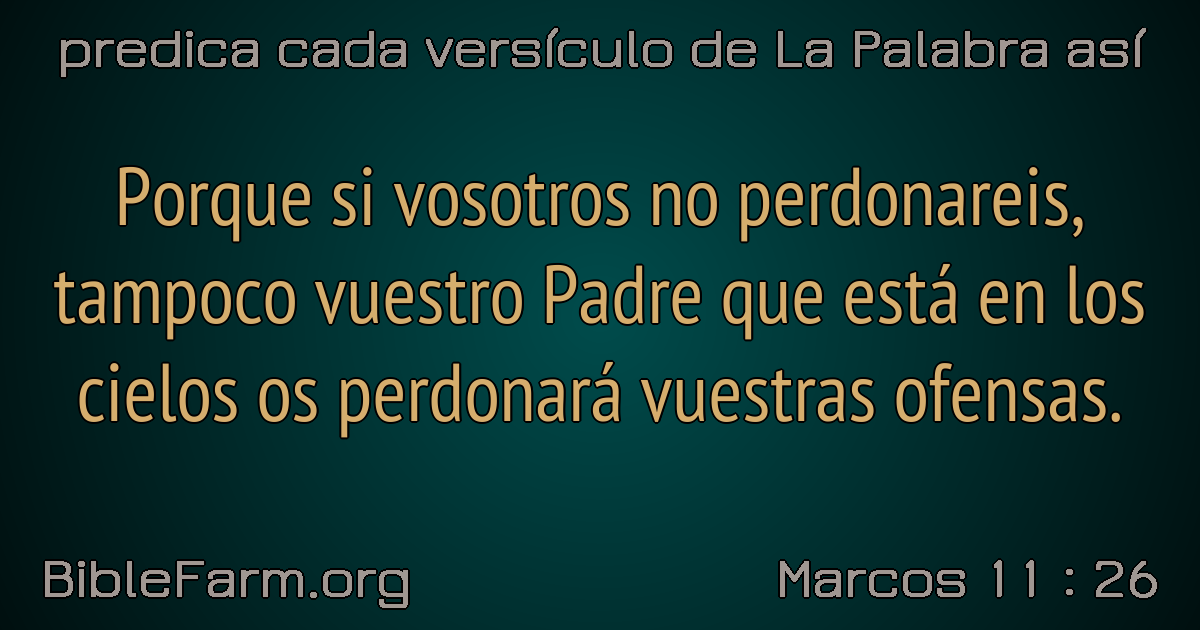 predica cada versículo de La Palabra así
Porque si vosotros no perdonareis,
tampoco vuestro Padre que está en los
cielos os perdonará vuestras ofensas.
BibleFarm.org
Marcos 11 : 26